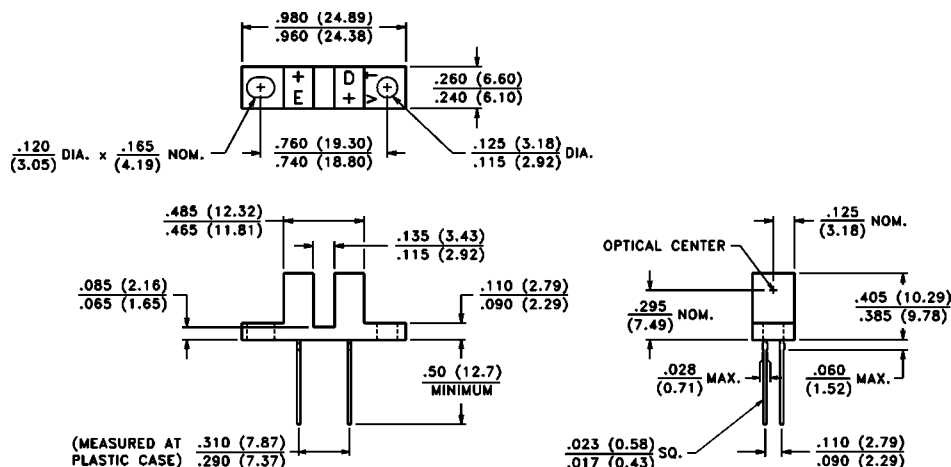 .980 (24.89)
.960 (24.38)
+ D T
E + V
.260 (6.60)
.240 (6.10)
.120
(3.05) DIA. x .165
(4.19) NOM.
.760 (19.30)
.740 (18.80)
.125 (3.18)
.115 (2.92) DIA.
.485 (12.32)
.465 (11.81)
.135 (3.43)
.115 (2.92)
.085 (2.16)
.065 (1.65)
.110 (2.79)
.090 (2.29)
.50 (12.7)
MINIMUM
(MEASURED AT
PLASTIC CASE)
.310 (7.87)
.290 (7.37)
.125
(3.18) NOM.
OPTICAL CENTER
.295
(7.49) NOM.
.405 (10.29)
.385 (9.78)
.028
(0.71) MAX.
.060
(1.52) MAX.
.023 (0.58)
.017 (0.43) SQ.
.110 (2.79)
.090 (2.29)